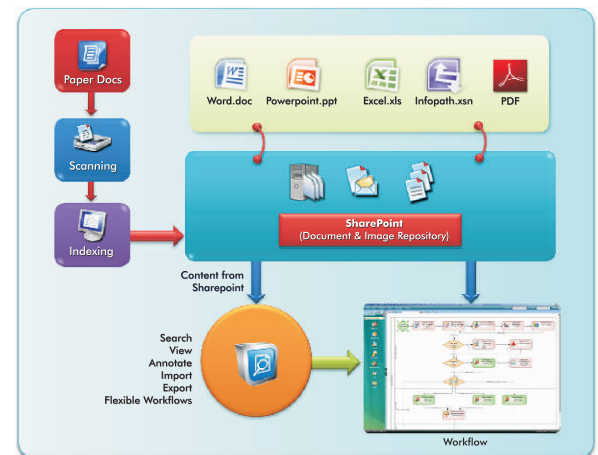 Paper Docs
Scanning
Indexing
Word.doc
Powerpoint.ppt
Excel.xls
Infopath.xsn
PDF
SharePoint
(Document & Image Repository)
Content from
Sharepoint
Search
View
Annotate
Import
Export
Flexible Workflows
Workflow